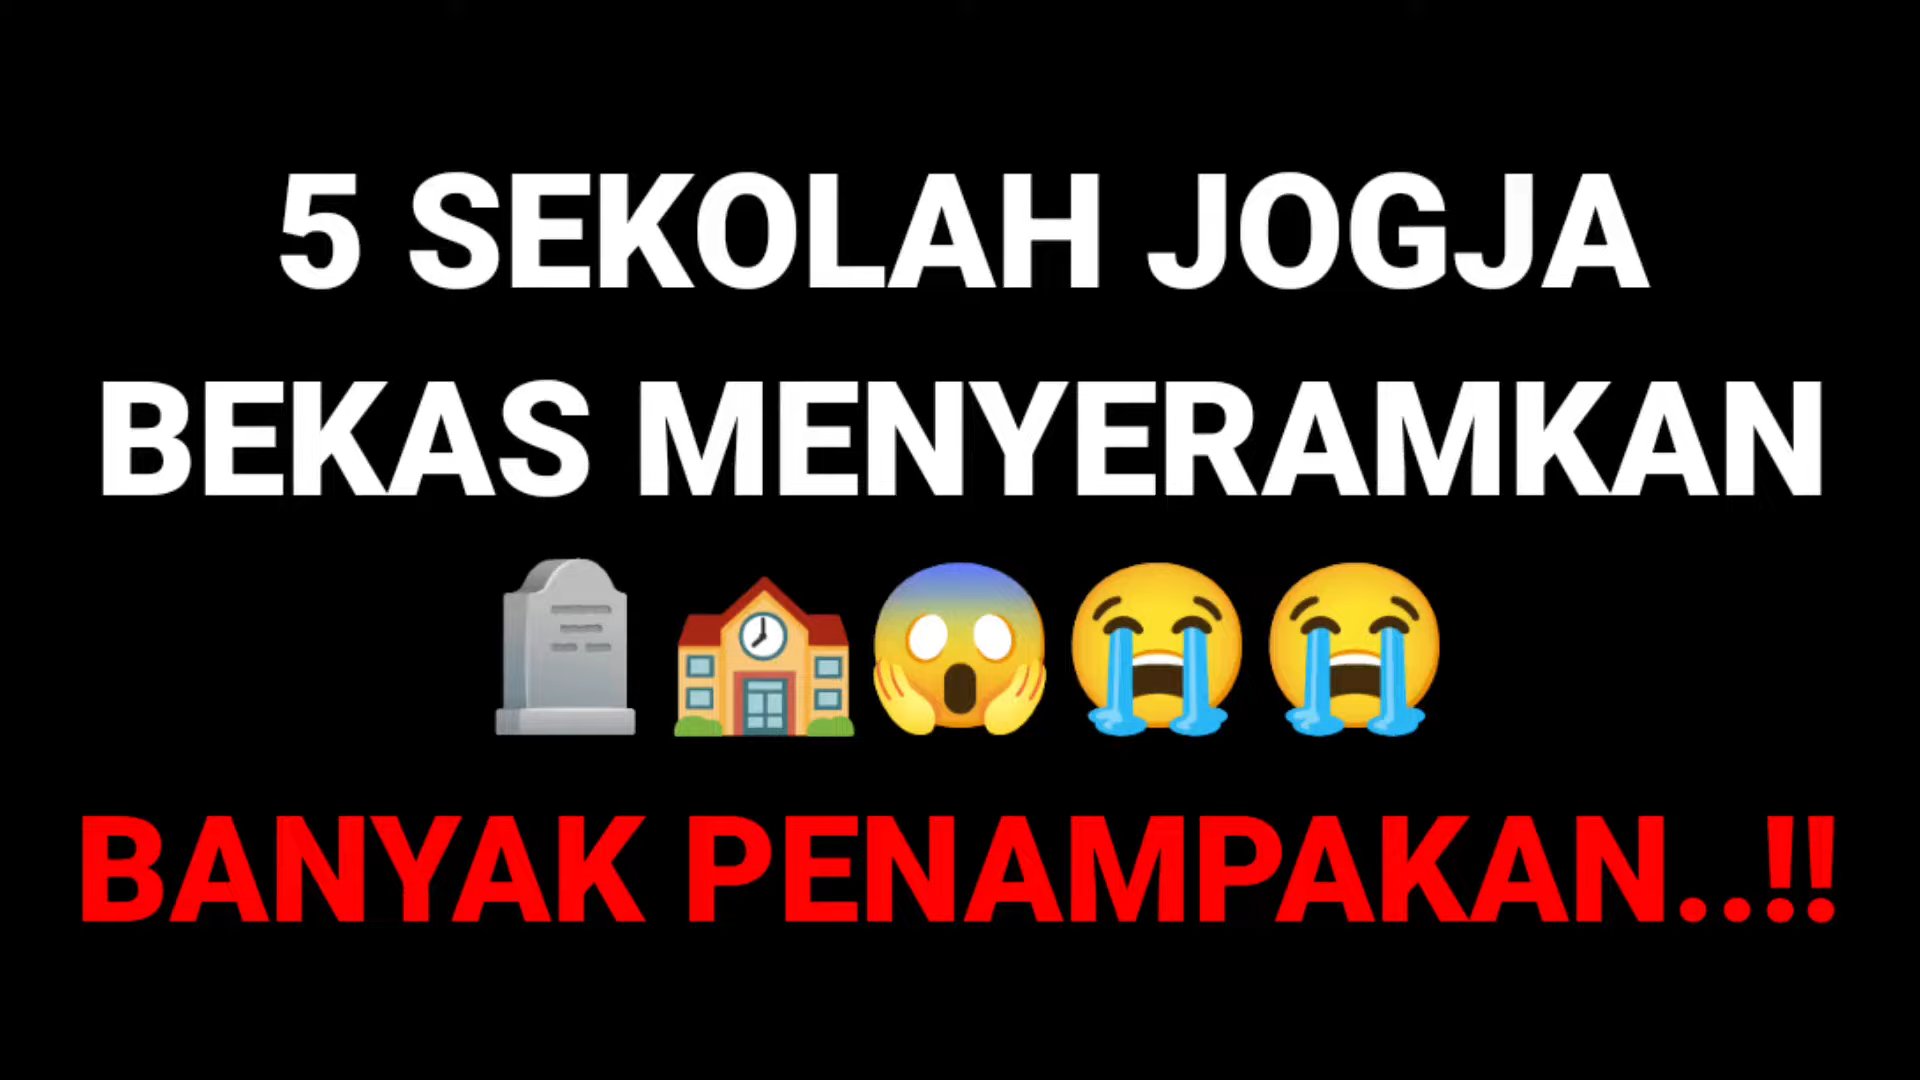 5 SEKOLAH JOGJA
BEKAS MENYERAMKAN
🪦🏫😱😭😭
BANYAK PENAMPAKAN..!!